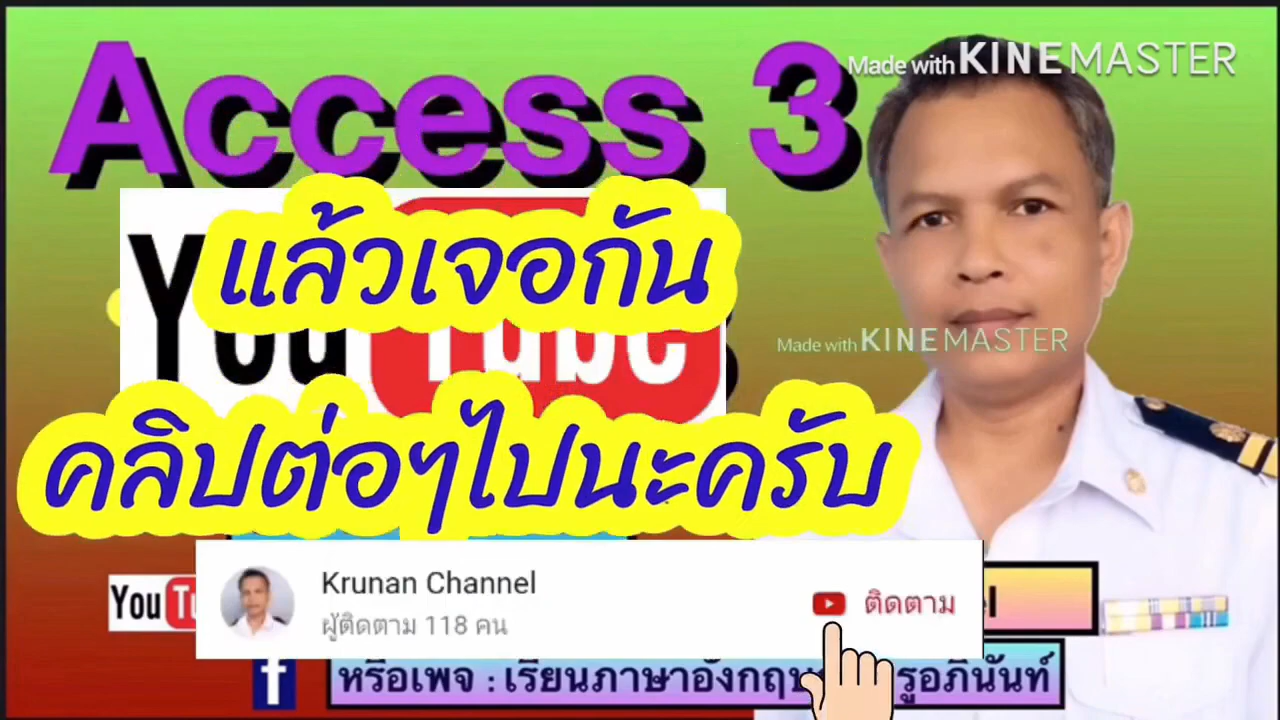 Access 3
Made with KINEMASTER
แล้วเจอกัน
YouTube
Made with KINEMASTER
คลิปต่อๆไปนะครับ
Krunan Channel
ผู้ติดตาม 118 คน
ติดตาม
You
f
หรือเพจ : เรียนภาษาอังกฤษ รูอภินันท์